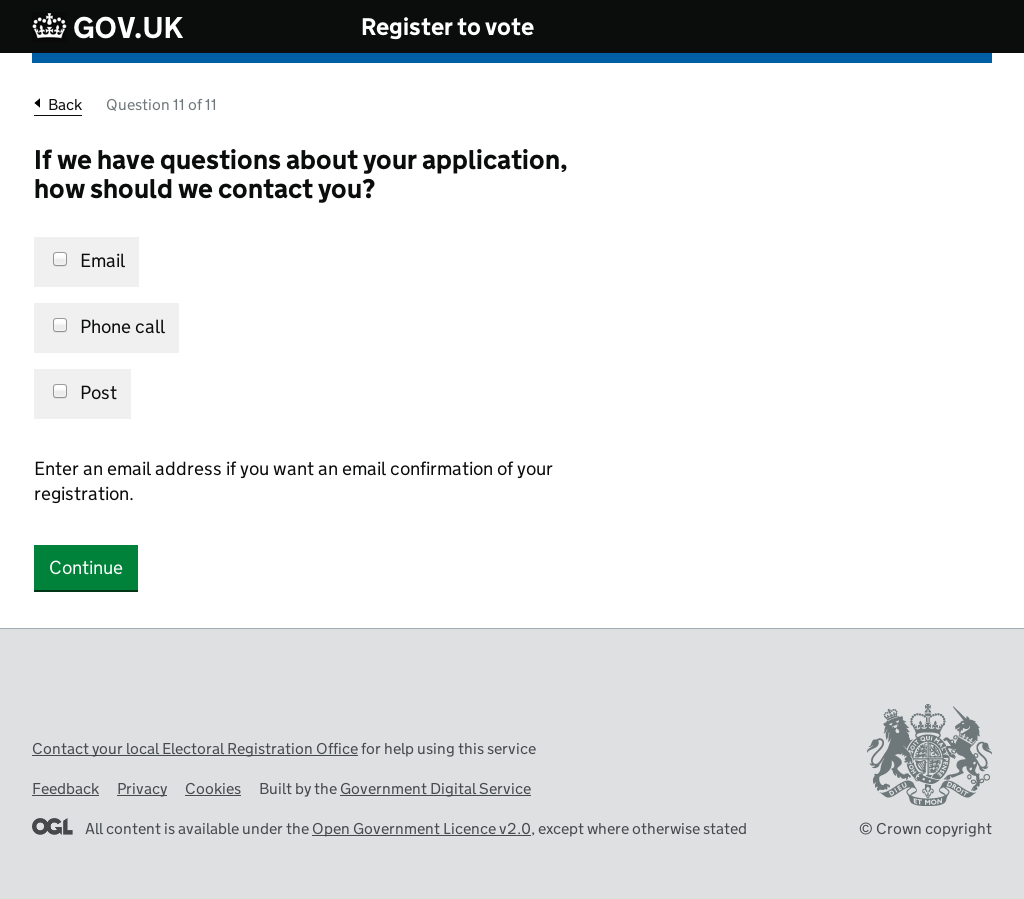 GOV.UK
Register to vote
Back
Question 11 of 11
If we have questions about your application,
how should we contact you?
Email
Phone call
Post
Enter an email address if you want an email confirmation of your
registration.
Continue
Contact your local Electoral Registration Office for help using this service
Feedback Privacy Cookies Built by the Government Digital Service
OGL All content is available under the Open Government Licence v2.0, except where otherwise stated
DIEU ET MON DROIT
© Crown copyright